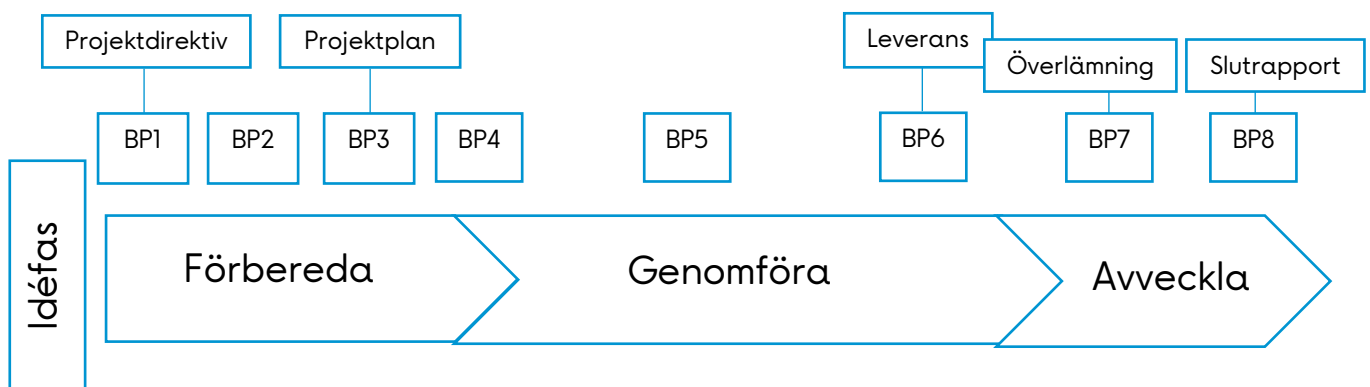 Projektdirektiv
Projektplan
Leverans
Överlämning
Slutrapport
BP1
BP2
BP3
BP4
BP5
BP6
BP7
BP8
Idéfas
Förbereda
Genomföra
Avveckla